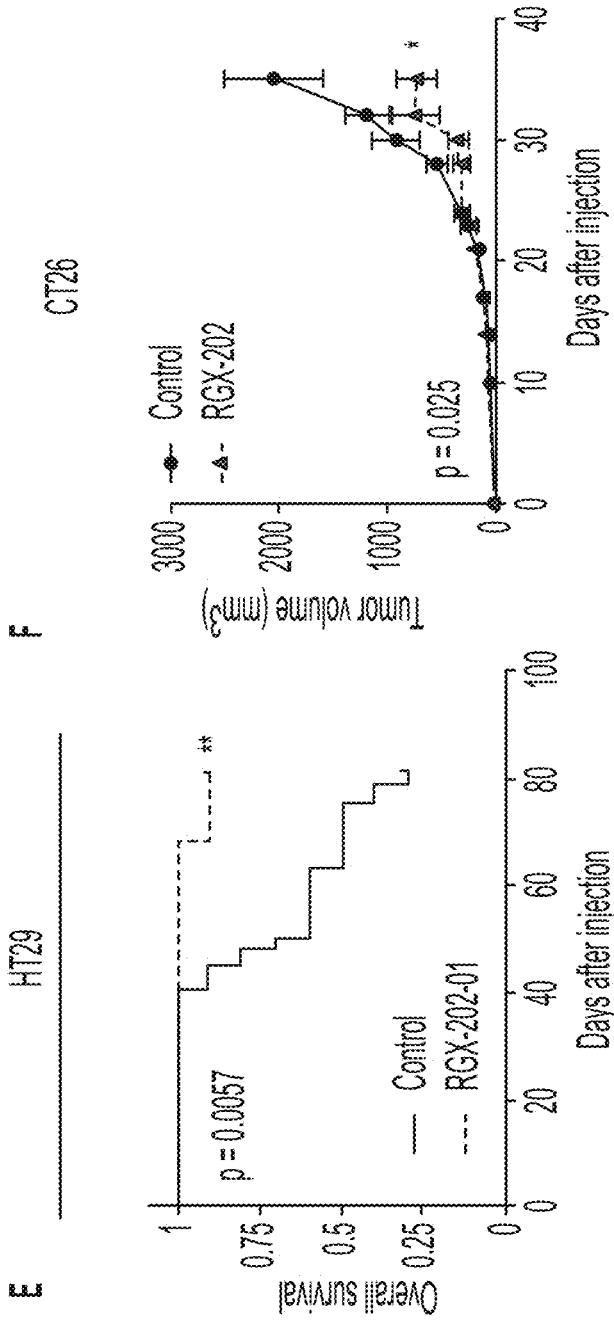 E
HT29
Overall survival
1
0.75
0.5
0.25
0
p = 0.0057
**
Control
RGX-202-01
0
20
40
60
80
100
Days after injection
F
CT26
Tumor volume (mm3)
3000
2000
1000
0
Control
RGX-202
p = 0.025
*
0
10
20
30
40
Days after injection